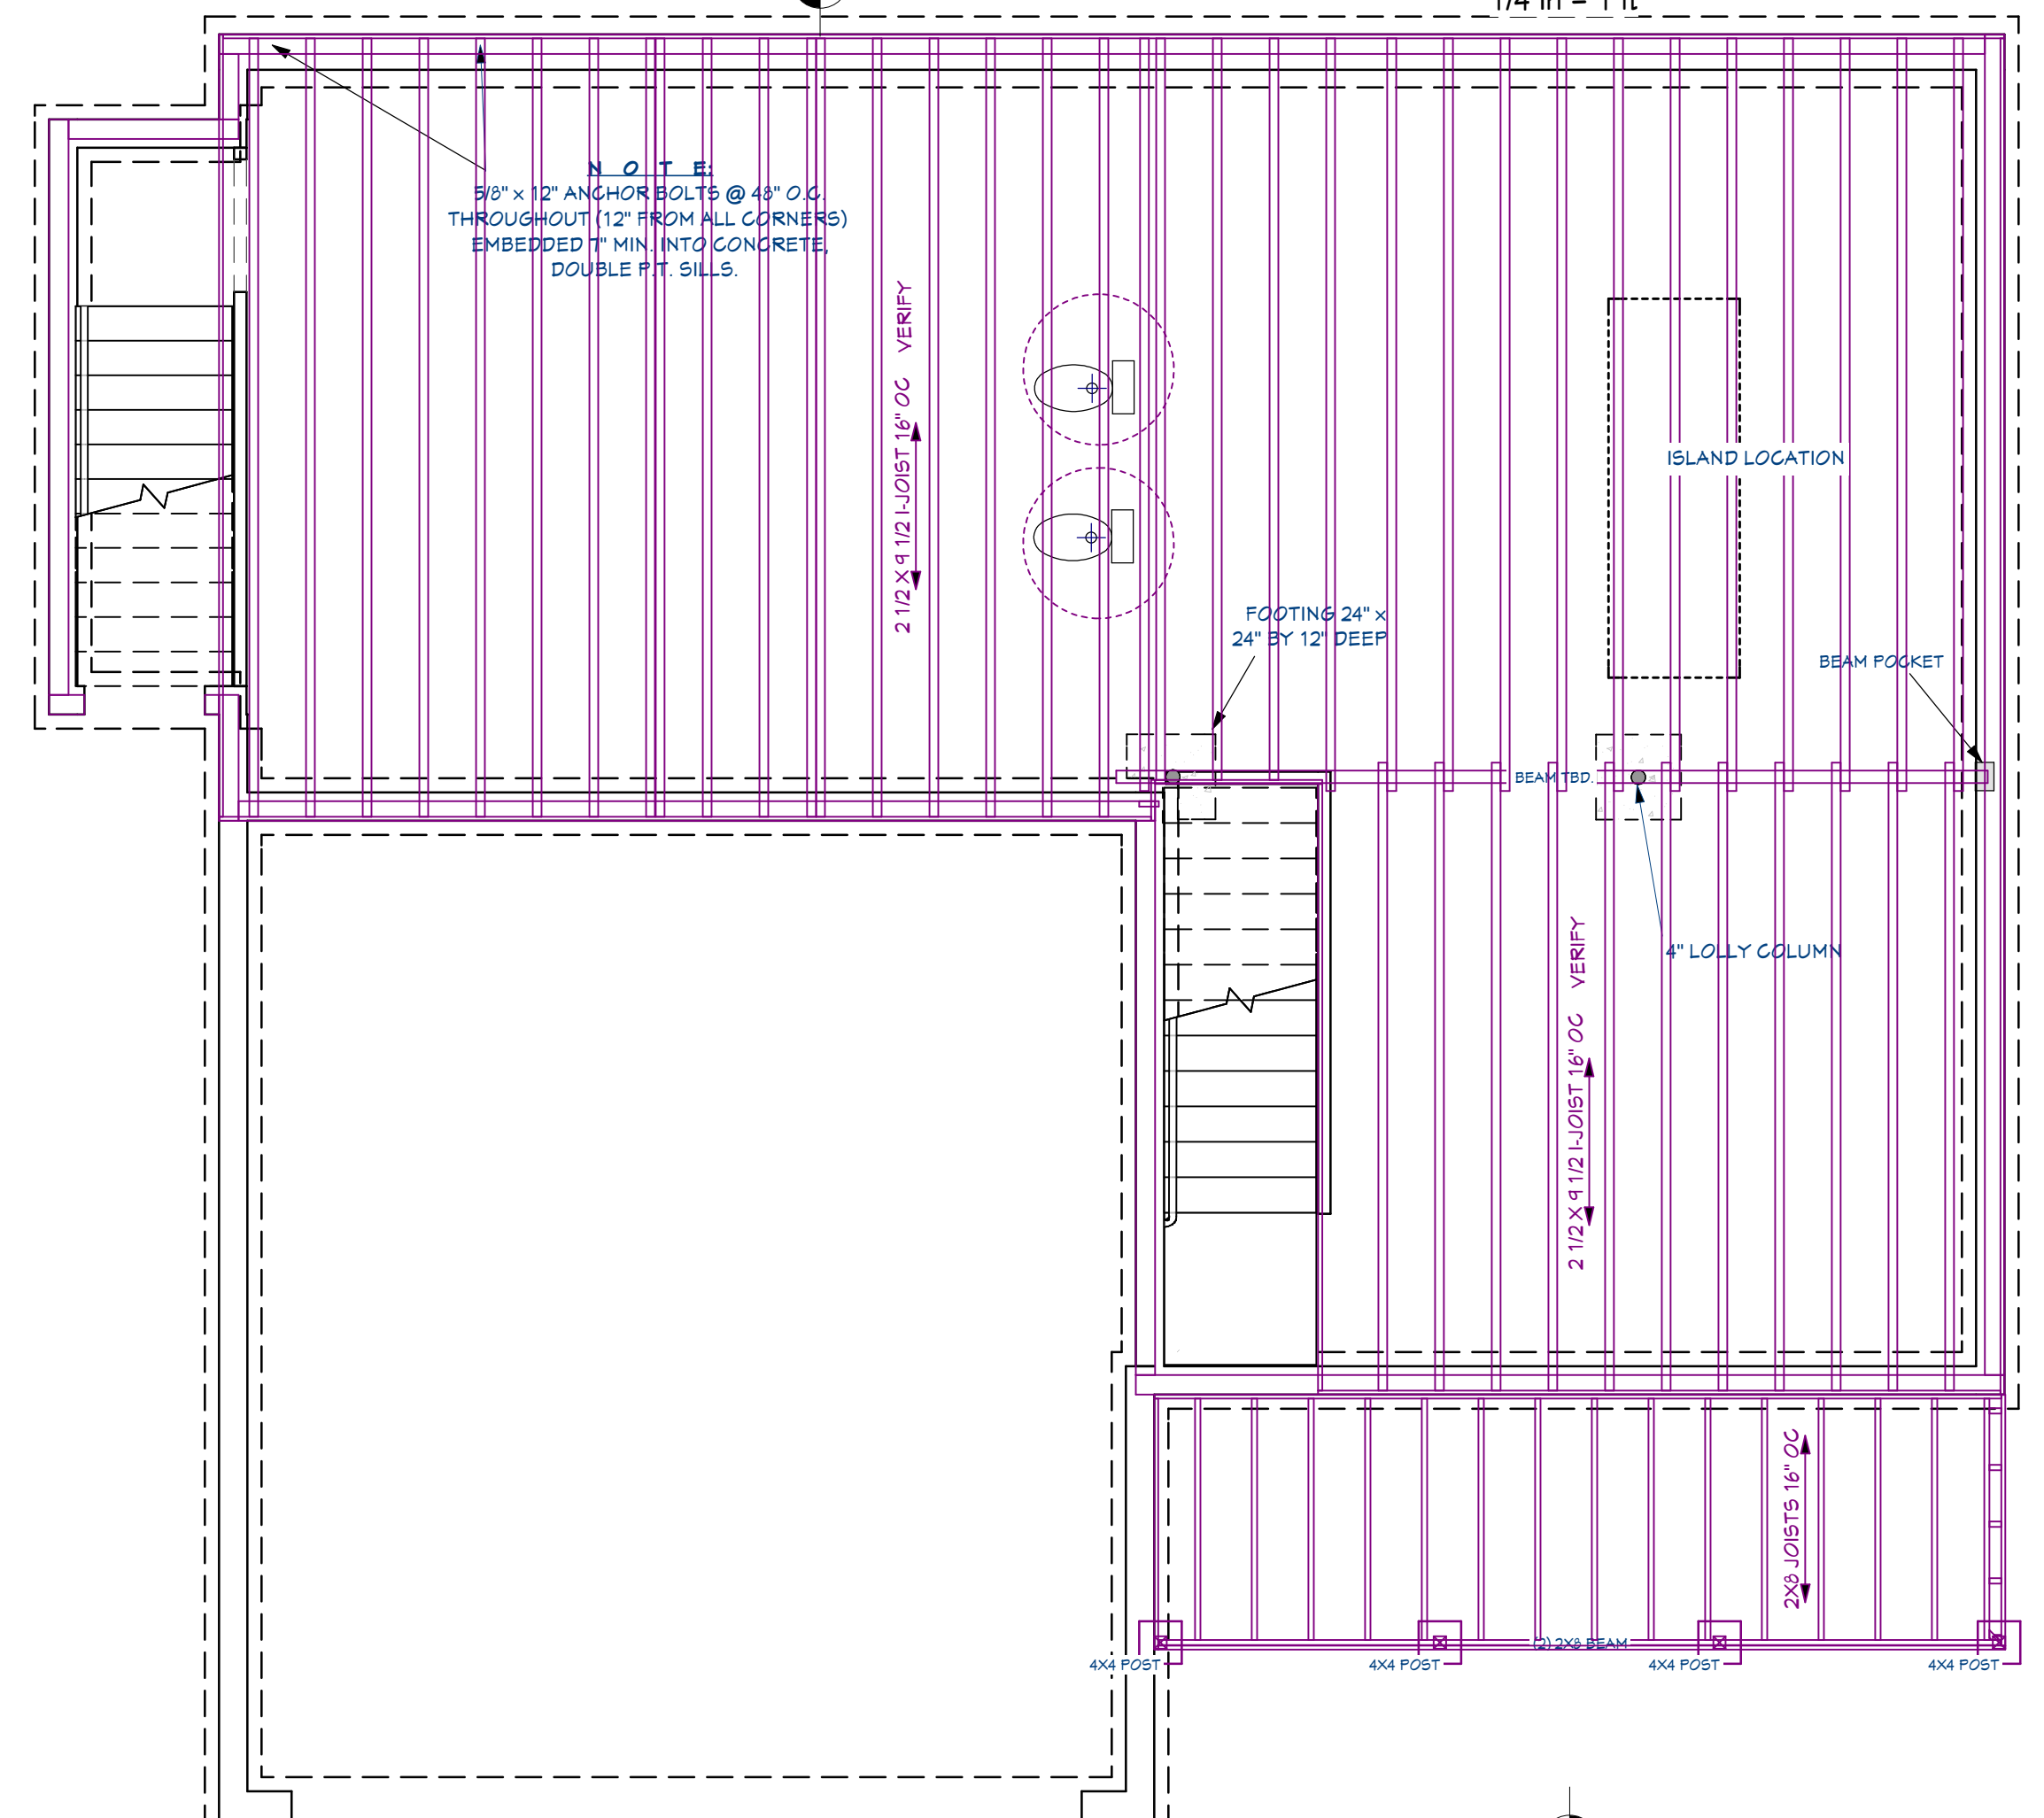 1/4 in = 1 ft
N O T E:
5/8" x 12" ANCHOR BOLTS @ 48" O.C.
THROUGHOUT (12" FROM ALL CORNERS)
EMBEDDED 7" MIN. INTO CONCRETE,
DOUBLE P.T. SILLS.
2 1/2 X 9 1/2 I-JOIST 16" OC VERIFY
ISLAND LOCATION
FOOTING 24" x
24" BY 12" DEEP
BEAM POCKET
BEAM TBD.
4" LOLLY COLUMN
2 1/2 X 9 1/2 I-JOIST 16" OC VERIFY
2X8 JOISTS 16" OC
(2) 2X8 BEAM
4X4 POST
4X4 POST
4X4 POST
4X4 POST